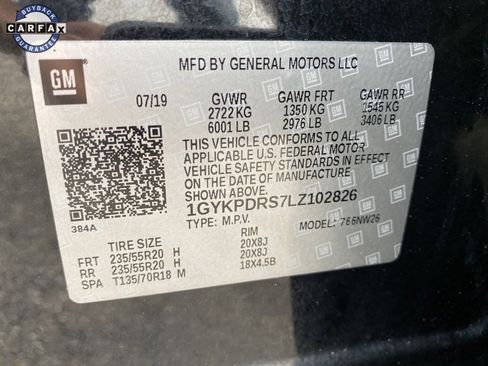 BUYBACK
CARFAX
GUARANTEE
GM
MFD BY GENERAL MOTORS LLC
07/19 GVWR GAWR FRT GAWR RR
2722 KG 1350 KG 1545 KG
6001 LB 2976 LB 3406 LB
THIS VEHICLE CONFORMS TO ALL
APPLICABLE U.S. FEDERAL MOTOR
VEHICLE SAFETY STANDARDS IN EFFECT
ON THE DATE OF MANUFACTURE
SHOWN ABOVE.
1GYKPDRS7LZ102826
384A TYPE: M.P.V. MODEL: 766NW26
TIRE SIZE RIM
FRT 235/55R20 H 20X8J
RR 235/55R20 H 20X8J
SPA T135/70R18 M 18X4.5B